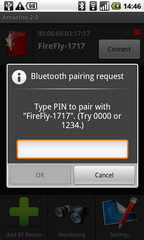 14:46
Amarino 2.0
00:06:66:03:17:17
FireFly-1717
Connect
Bluetooth pairing request
Type PIN to pair with
"FireFly-1717". (Try 0000 or
1234.)
OK
Cancel
Add BT Device
Monitoring
Settings